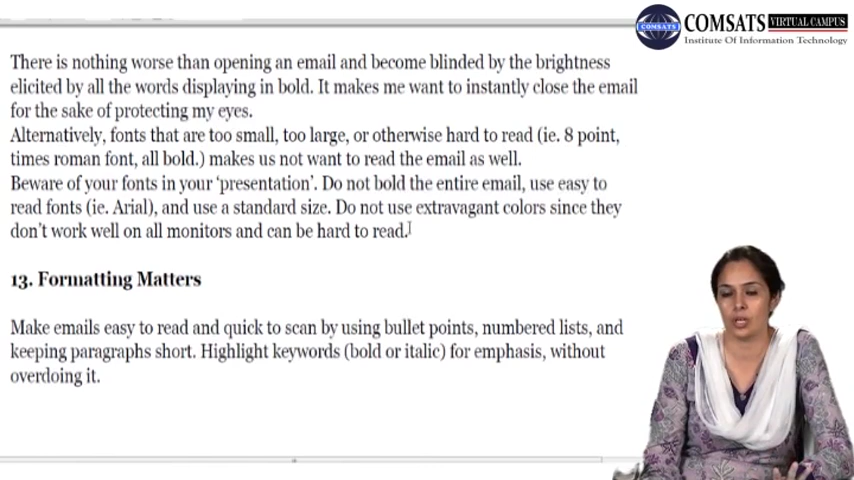 COMSATS VIRTUAL CAMPUS
COMSATS
Institute Of Information Technology
There is nothing worse than opening an email and become blinded by the brightness
elicited by all the words displaying in bold. It makes me want to instantly close the email
for the sake of protecting my eyes.
Alternatively, fonts that are too small, too large, or otherwise hard to read (ie. 8 point,
times roman font, all bold.) makes us not want to read the email as well.
Beware of your fonts in your ‘presentation’. Do not bold the entire email, use easy to
read fonts (ie. Arial), and use a standard size. Do not use extravagant colors since they
don’t work well on all monitors and can be hard to read.
13. Formatting Matters
Make emails easy to read and quick to scan by using bullet points, numbered lists, and
keeping paragraphs short. Highlight keywords (bold or italic) for emphasis, without
overdoing it.